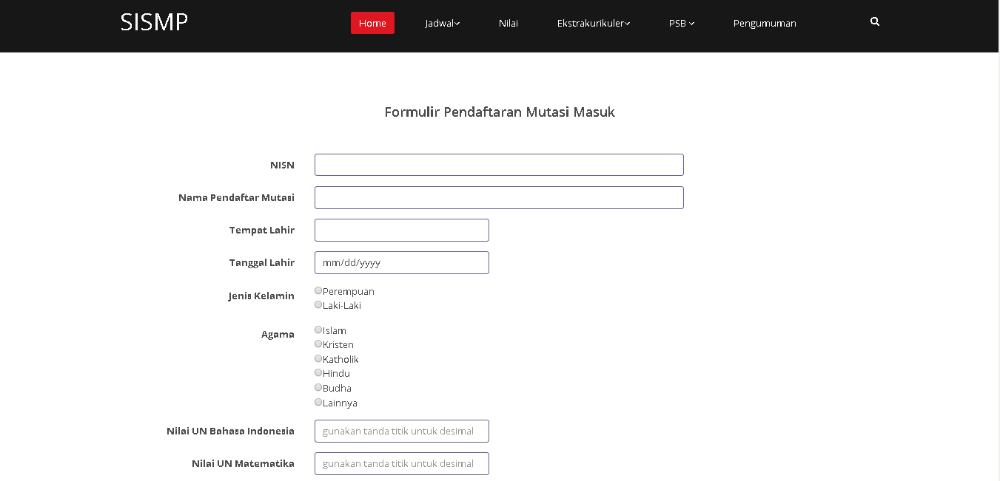 SISMP Home Jadwal Nilai Ekstrakurikuler PSB Pengumuman
Formulir Pendaftaran Mutasi Masuk
NISN
Nama Pendaftar Mutasi
Tempat Lahir
Tanggal Lahir mm/dd/yyyy
Jenis Kelamin Perempuan
Laki-Laki
Agama Islam
Kristen
Katholik
Hindu
Budha
Lainnya
Nilai UN Bahasa Indonesia gunakan tanda titik untuk desimal
Nilai UN Matematika gunakan tanda titik untuk desimal